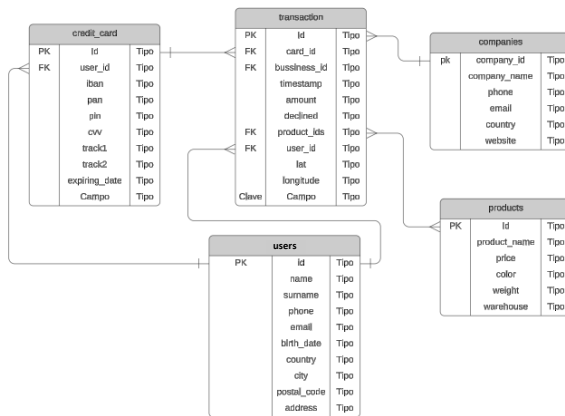 credit_card
PK Id Tipo
FK user_id Tipo
iban Tipo
pan Tipo
pin Tipo
cvv Tipo
track1 Tipo
track2 Tipo
expiring_date Tipo
Campo Tipo
transaction
PK Id Tipo
FK card_id Tipo
FK bussiness_id Tipo
timestamp Tipo
amount Tipo
declined Tipo
FK product_ids Tipo
FK user_id Tipo
lat Tipo
longitude Tipo
Clave Campo Tipo
companies
pk company_id Tipo
company_name Tipo
phone Tipo
email Tipo
country Tipo
website Tipo
products
PK Id Tipo
product_name Tipo
price Tipo
color Tipo
weight Tipo
warehouse Tipo
users
PK Id Tipo
name Tipo
surname Tipo
phone Tipo
email Tipo
birth_date Tipo
country Tipo
city Tipo
postal_code Tipo
address Tipo